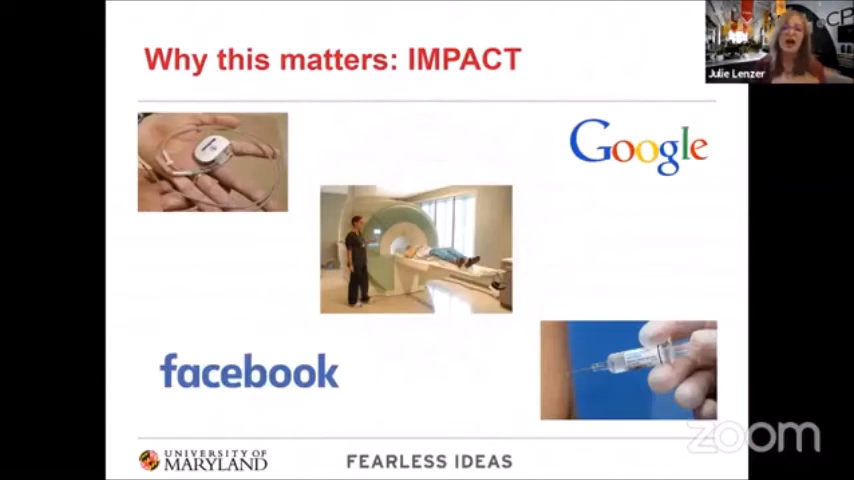 Why this matters: IMPACT
Julie Lenzer
Google
facebook
UNIVERSITY OF
MARYLAND
FEARLESS IDEAS
zoom